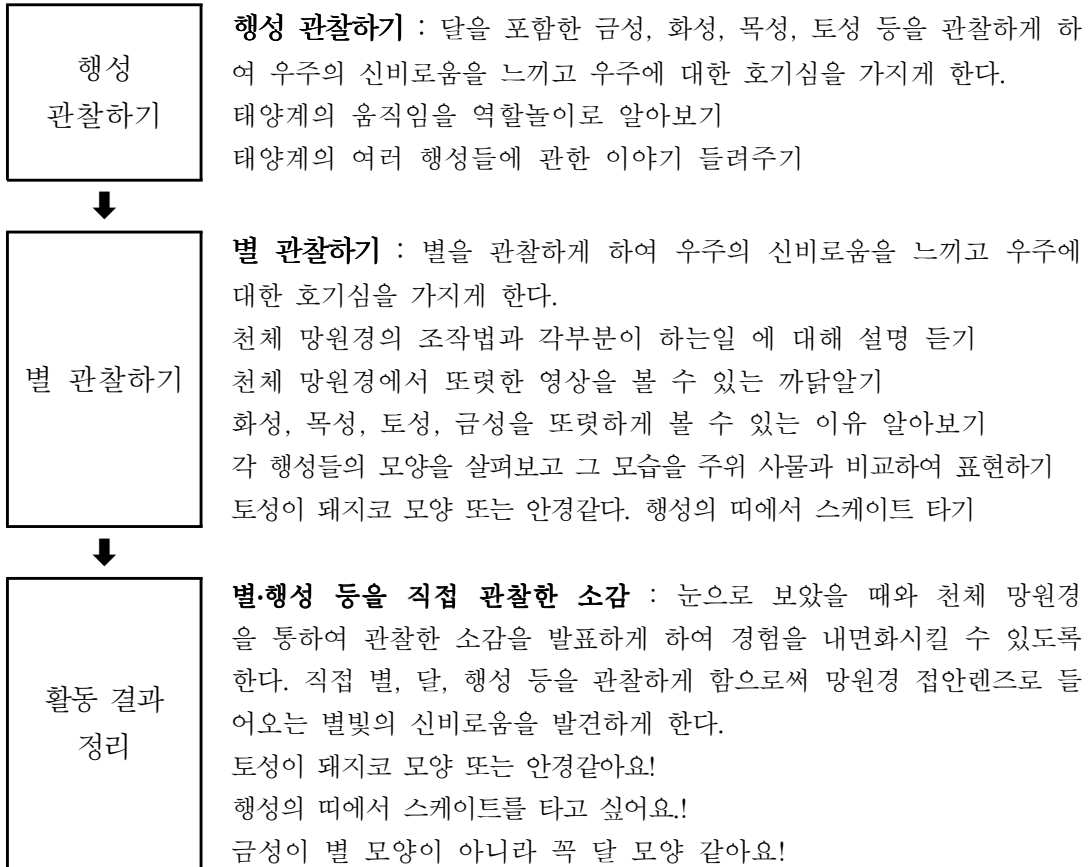 행성
관찰하기
행성 관찰하기 : 달을 포함한 금성, 화성, 목성, 토성 등을 관찰하게 하
여 우주의 신비로움을 느끼고 우주에 대한 호기심을 가지게 한다.
태양계의 움직임을 역할놀이로 알아보기
태양계의 여러 행성들에 관한 이야기 들려주기
별 관찰하기
별 관찰하기 : 별을 관찰하게 하여 우주의 신비로움을 느끼고 우주에
대한 호기심을 가지게 한다.
천체 망원경의 조작법과 각부분이 하는일 에 대해 설명 듣기
천체 망원경에서 또렷한 영상을 볼 수 있는 까닭알기
화성, 목성, 토성, 금성을 또렷하게 볼 수 있는 이유 알아보기
각 행성들의 모양을 살펴보고 그 모습을 주위 사물과 비교하여 표현하기
토성이 돼지코 모양 또는 안경같다. 행성의 띠에서 스케이트 타기
활동 결과
정리
별·행성 등을 직접 관찰한 소감 : 눈으로 보았을 때와 천체 망원경
을 통하여 관찰한 소감을 발표하게 하여 경험을 내면화시킬 수 있도록
한다. 직접 별, 달, 행성 등을 관찰하게 함으로써 망원경 접안렌즈로 들
어오는 별빛의 신비로움을 발견하게 한다.
토성이 돼지코 모양 또는 안경같아요!
행성의 띠에서 스케이트를 타고 싶어요.!
금성이 별 모양이 아니라 꼭 달 모양 같아요!